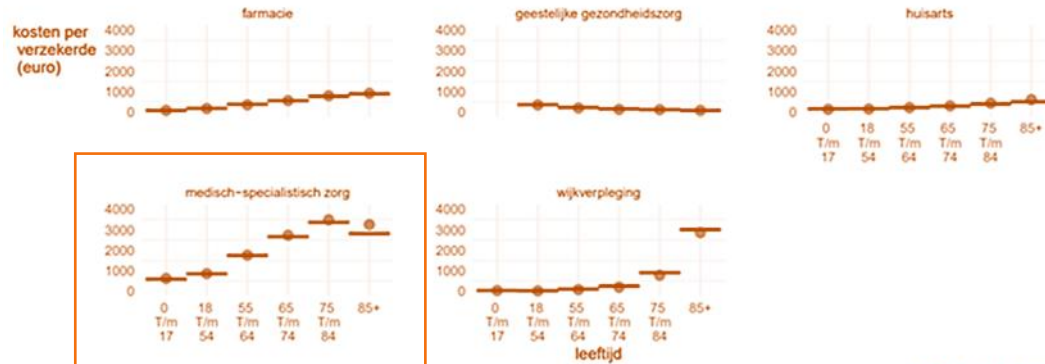 farmacie
geestelijke gezondheidszorg
huisarts
kosten per
verzekerde
(euro)
4000
3000
2000
1000
0
4000
3000
2000
1000
0
4000
3000
2000
1000
0
0 18 55 65 75 85+
T/m T/m T/m T/m T/m
17 54 64 74 84
medisch-specialistisch zorg
wijkverpleging
4000
3000
2000
1000
0
4000
3000
2000
1000
0
0 18 55 65 75 85+
T/m T/m T/m T/m T/m
17 54 64 74 84
0 18 55 65 75 85+
T/m T/m T/m T/m T/m
17 54 64 74 84
leeftijd